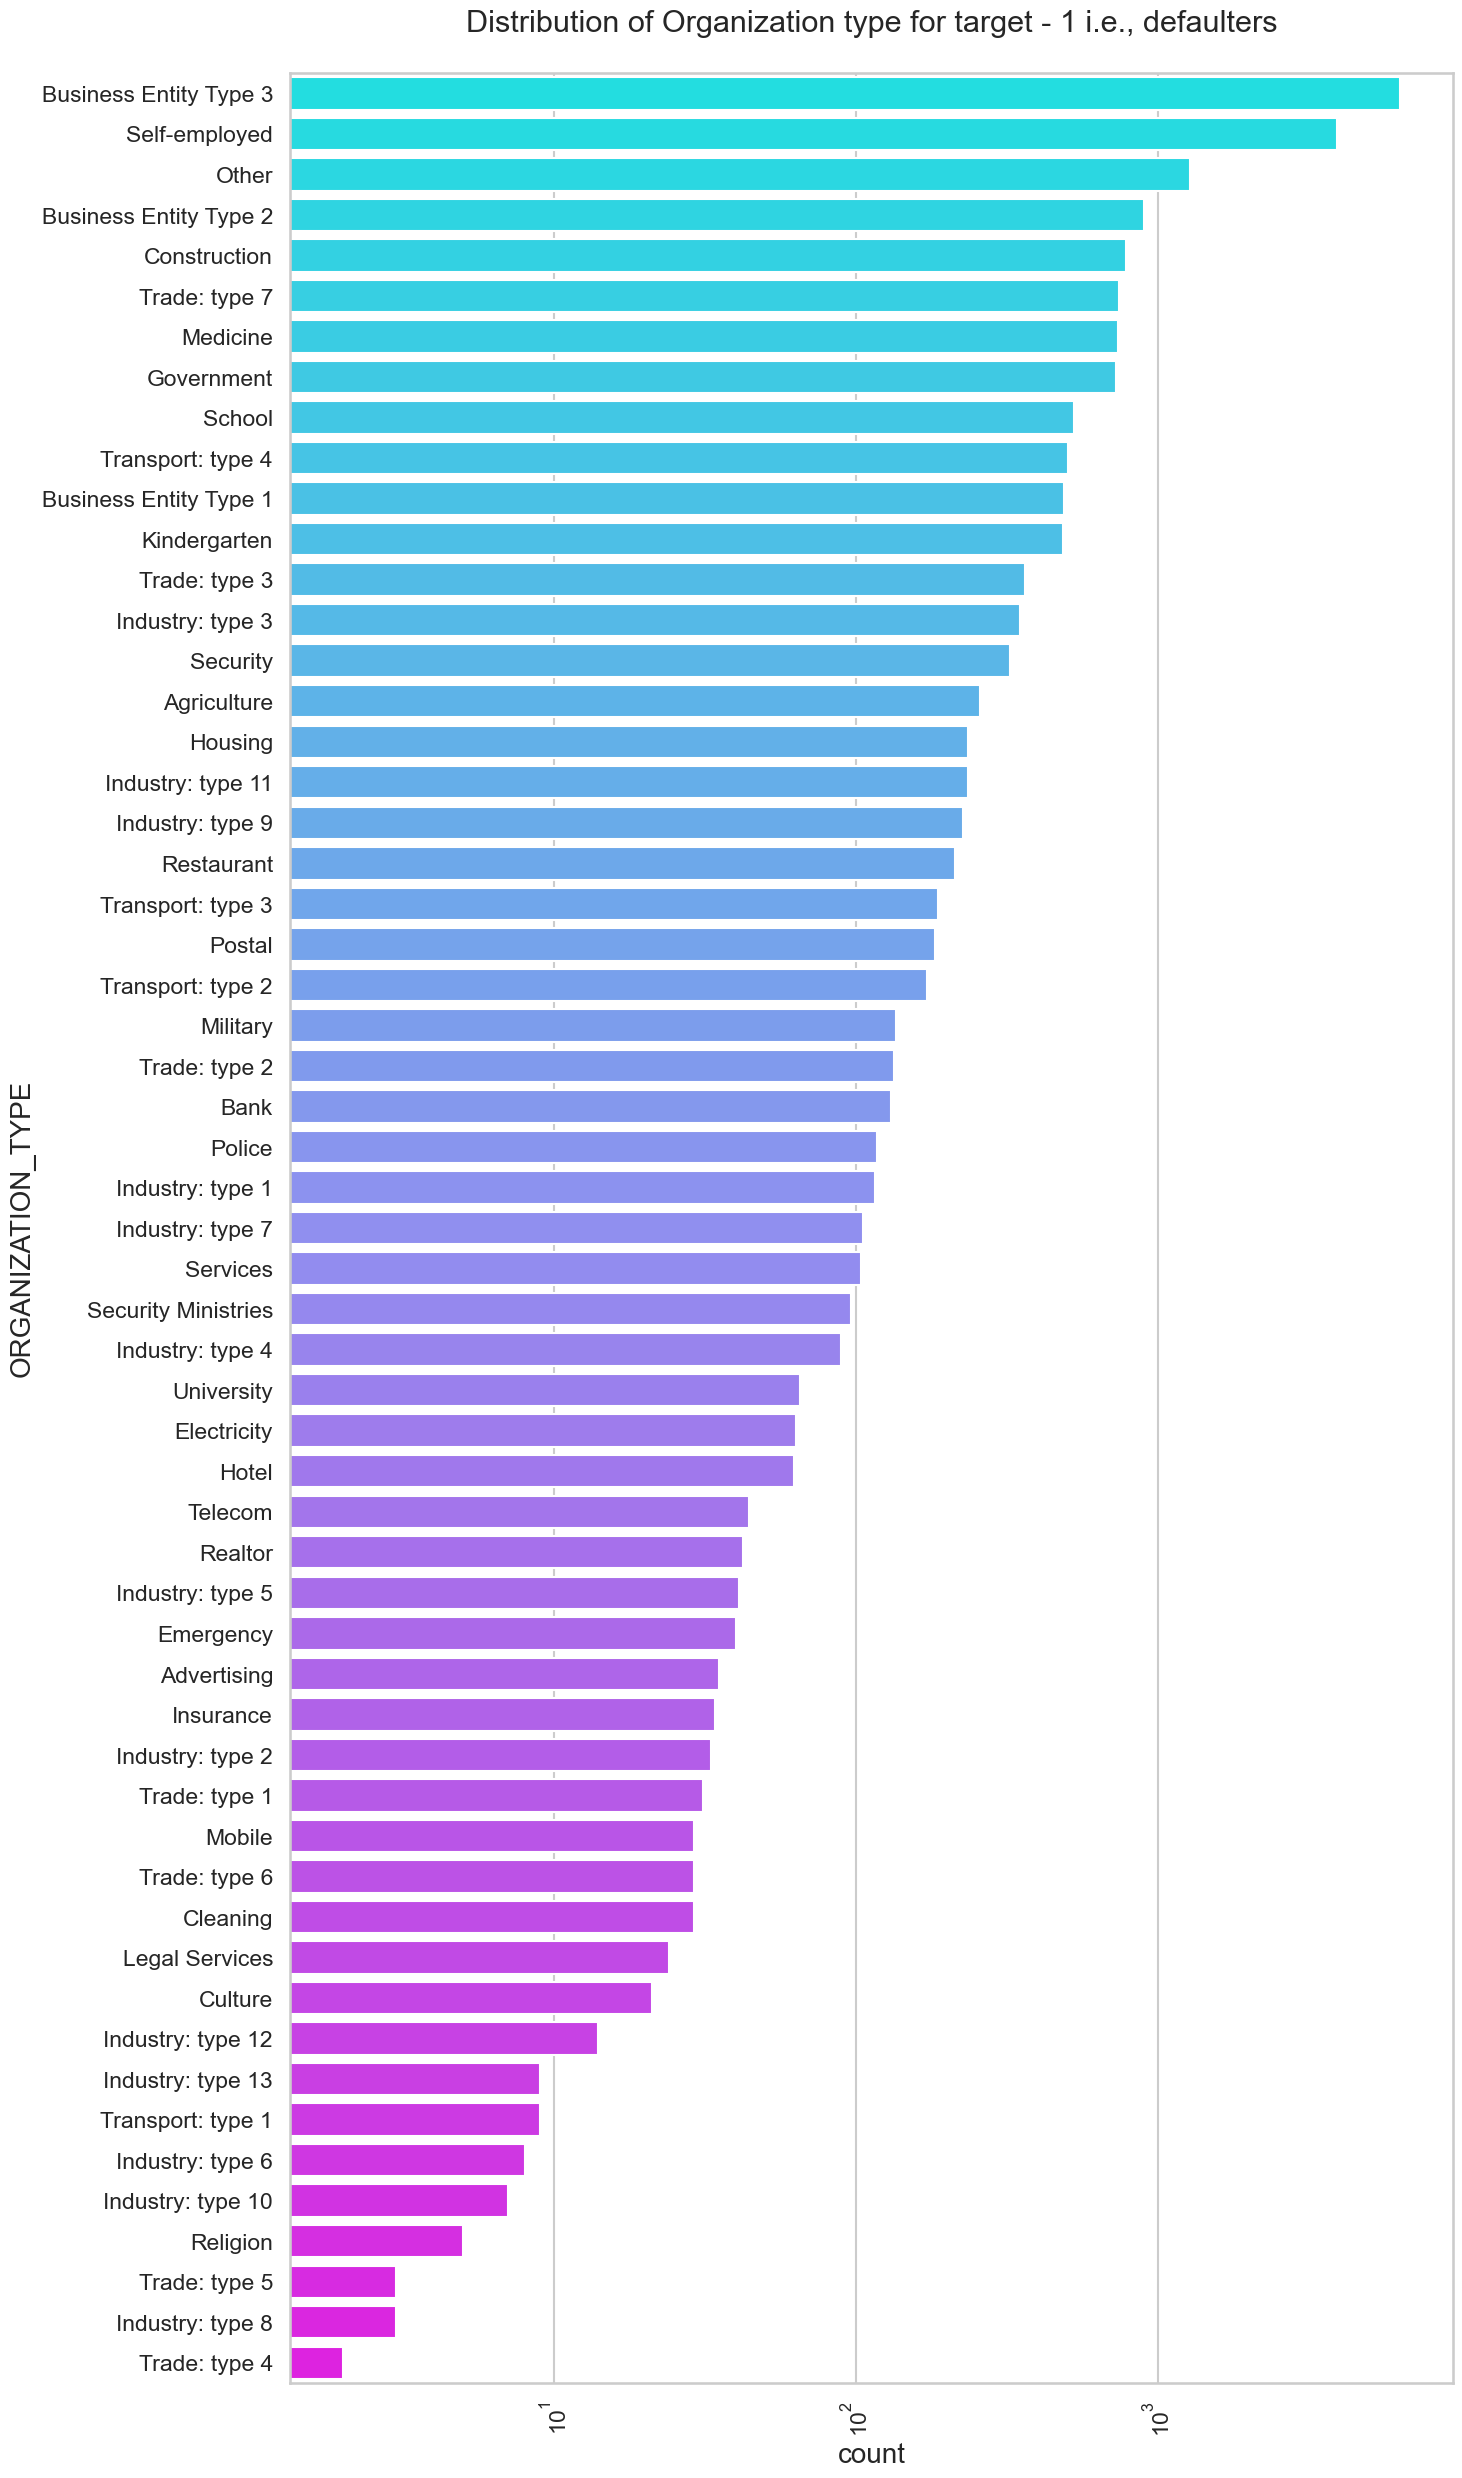 Distribution of Organization type for target - 1 i.e., defaulters
Business Entity Type 3
Self-employed
Other
Business Entity Type 2
Construction
Trade: type 7
Medicine
Government
School
Transport: type 4
Business Entity Type 1
Kindergarten
Trade: type 3
Industry: type 3
Security
Agriculture
Housing
Industry: type 11
Industry: type 9
Restaurant
Transport: type 3
Postal
Transport: type 2
Military
Trade: type 2
Bank
Police
Industry: type 1
Industry: type 7
Services
Security Ministries
Industry: type 4
University
Electricity
Hotel
Telecom
Realtor
Industry: type 5
Emergency
Advertising
Insurance
Industry: type 2
Trade: type 1
Mobile
Trade: type 6
Cleaning
Legal Services
Culture
Industry: type 12
Industry: type 13
Transport: type 1
Industry: type 6
Industry: type 10
Religion
Trade: type 5
Industry: type 8
Trade: type 4
ORGANIZATION_TYPE
10¹
10²
10³
count